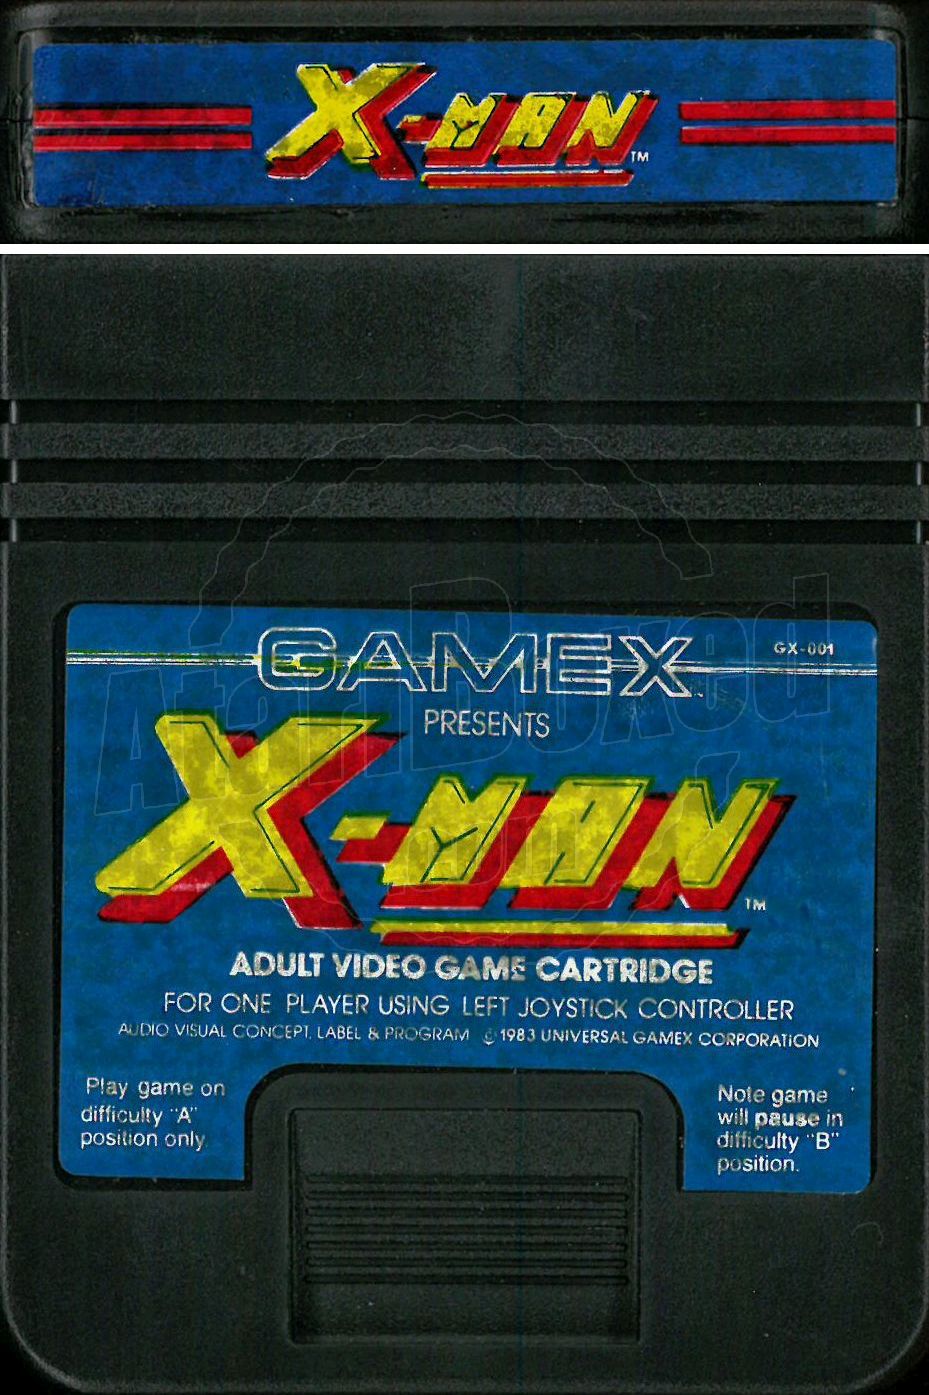 X-MAN TM
GAMEX
GX-001
PRESENTS
X-MAN TM
ADULT VIDEO GAME CARTRIDGE
FOR ONE PLAYER USING LEFT JOYSTICK CONTROLLER
AUDIO VISUAL CONCEPT, LABEL & PROGRAM © 1983 UNIVERSAL GAMEX CORPORATION
Play game on
difficulty "A"
position only.
Note game
will pause in
difficulty "B"
position.
AtariBoxed
.com